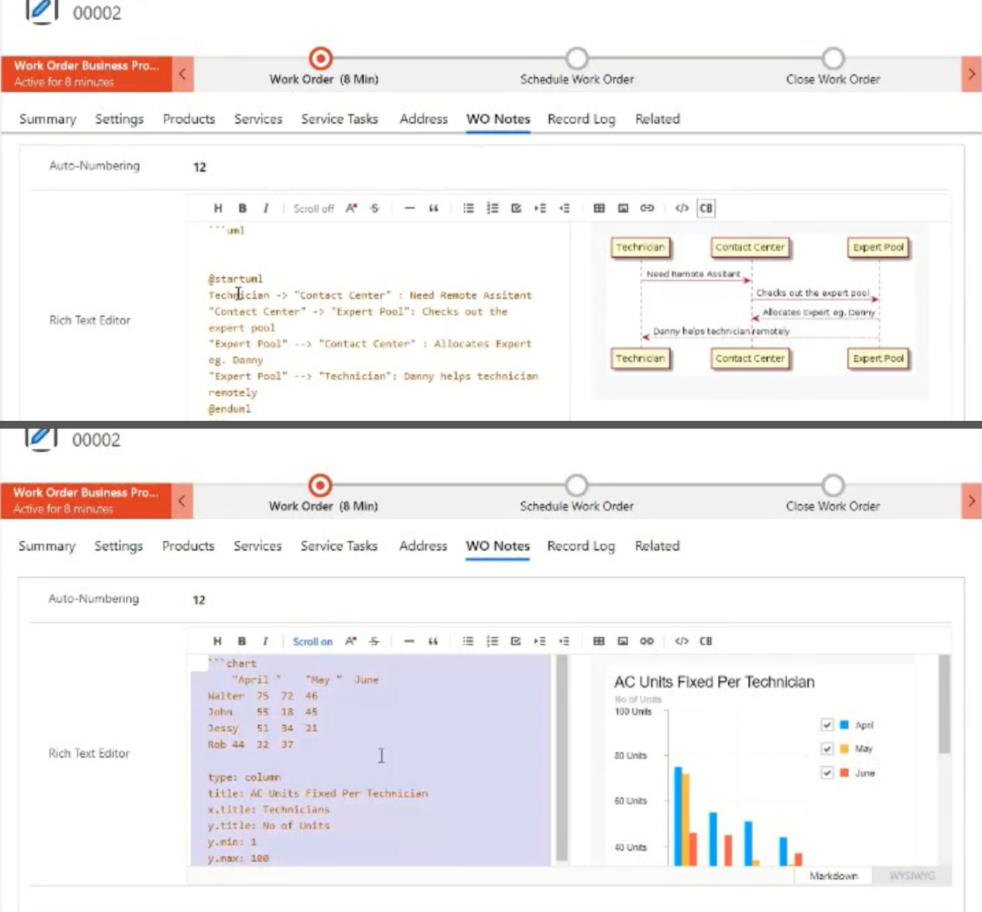 00002
Work Order Business Pro...
Active for 8 minutes
Work Order (8 Min)
Schedule Work Order
Close Work Order
Summary Settings Products Services Service Tasks Address WO Notes Record Log Related
Auto-Numbering 12
H B I Scroll off A S — “ </> CB
Rich Text Editor
```uml
@startuml
Technician -> "Contact Center" : Need Remote Assitant
"Contact Center" -> "Expert Pool": Checks out the
expert pool
"Expert Pool" --> "Contact Center" : Allocates Expert
eg. Danny
"Expert Pool" --> "Technician": Danny helps technician
remotely
@enduml
Technician Contact Center Expert Pool
Need Remote Assitant
Checks out the expert pool
Allocates Expert eg. Danny
Danny helps technician remotely
Technician Contact Center Expert Pool
00002
Work Order Business Pro...
Active for 8 minutes
Work Order (8 Min)
Schedule Work Order
Close Work Order
Summary Settings Products Services Service Tasks Address WO Notes Record Log Related
Auto-Numbering 12
H B I Scroll on A S — “ </> CB
Rich Text Editor
```chart
"April " "May " June
Walter 75 72 46
John 55 18 45
Jessy 51 34 21
Rob 44 32 37
type: column
title: AC Units Fixed Per Technician
x.title: Technicians
y.title: No of Units
y.min: 1
y.max: 100
AC Units Fixed Per Technician
No of Units
100 Units
80 Units
60 Units
40 Units
April
May
June
Markdown WYSIWYG